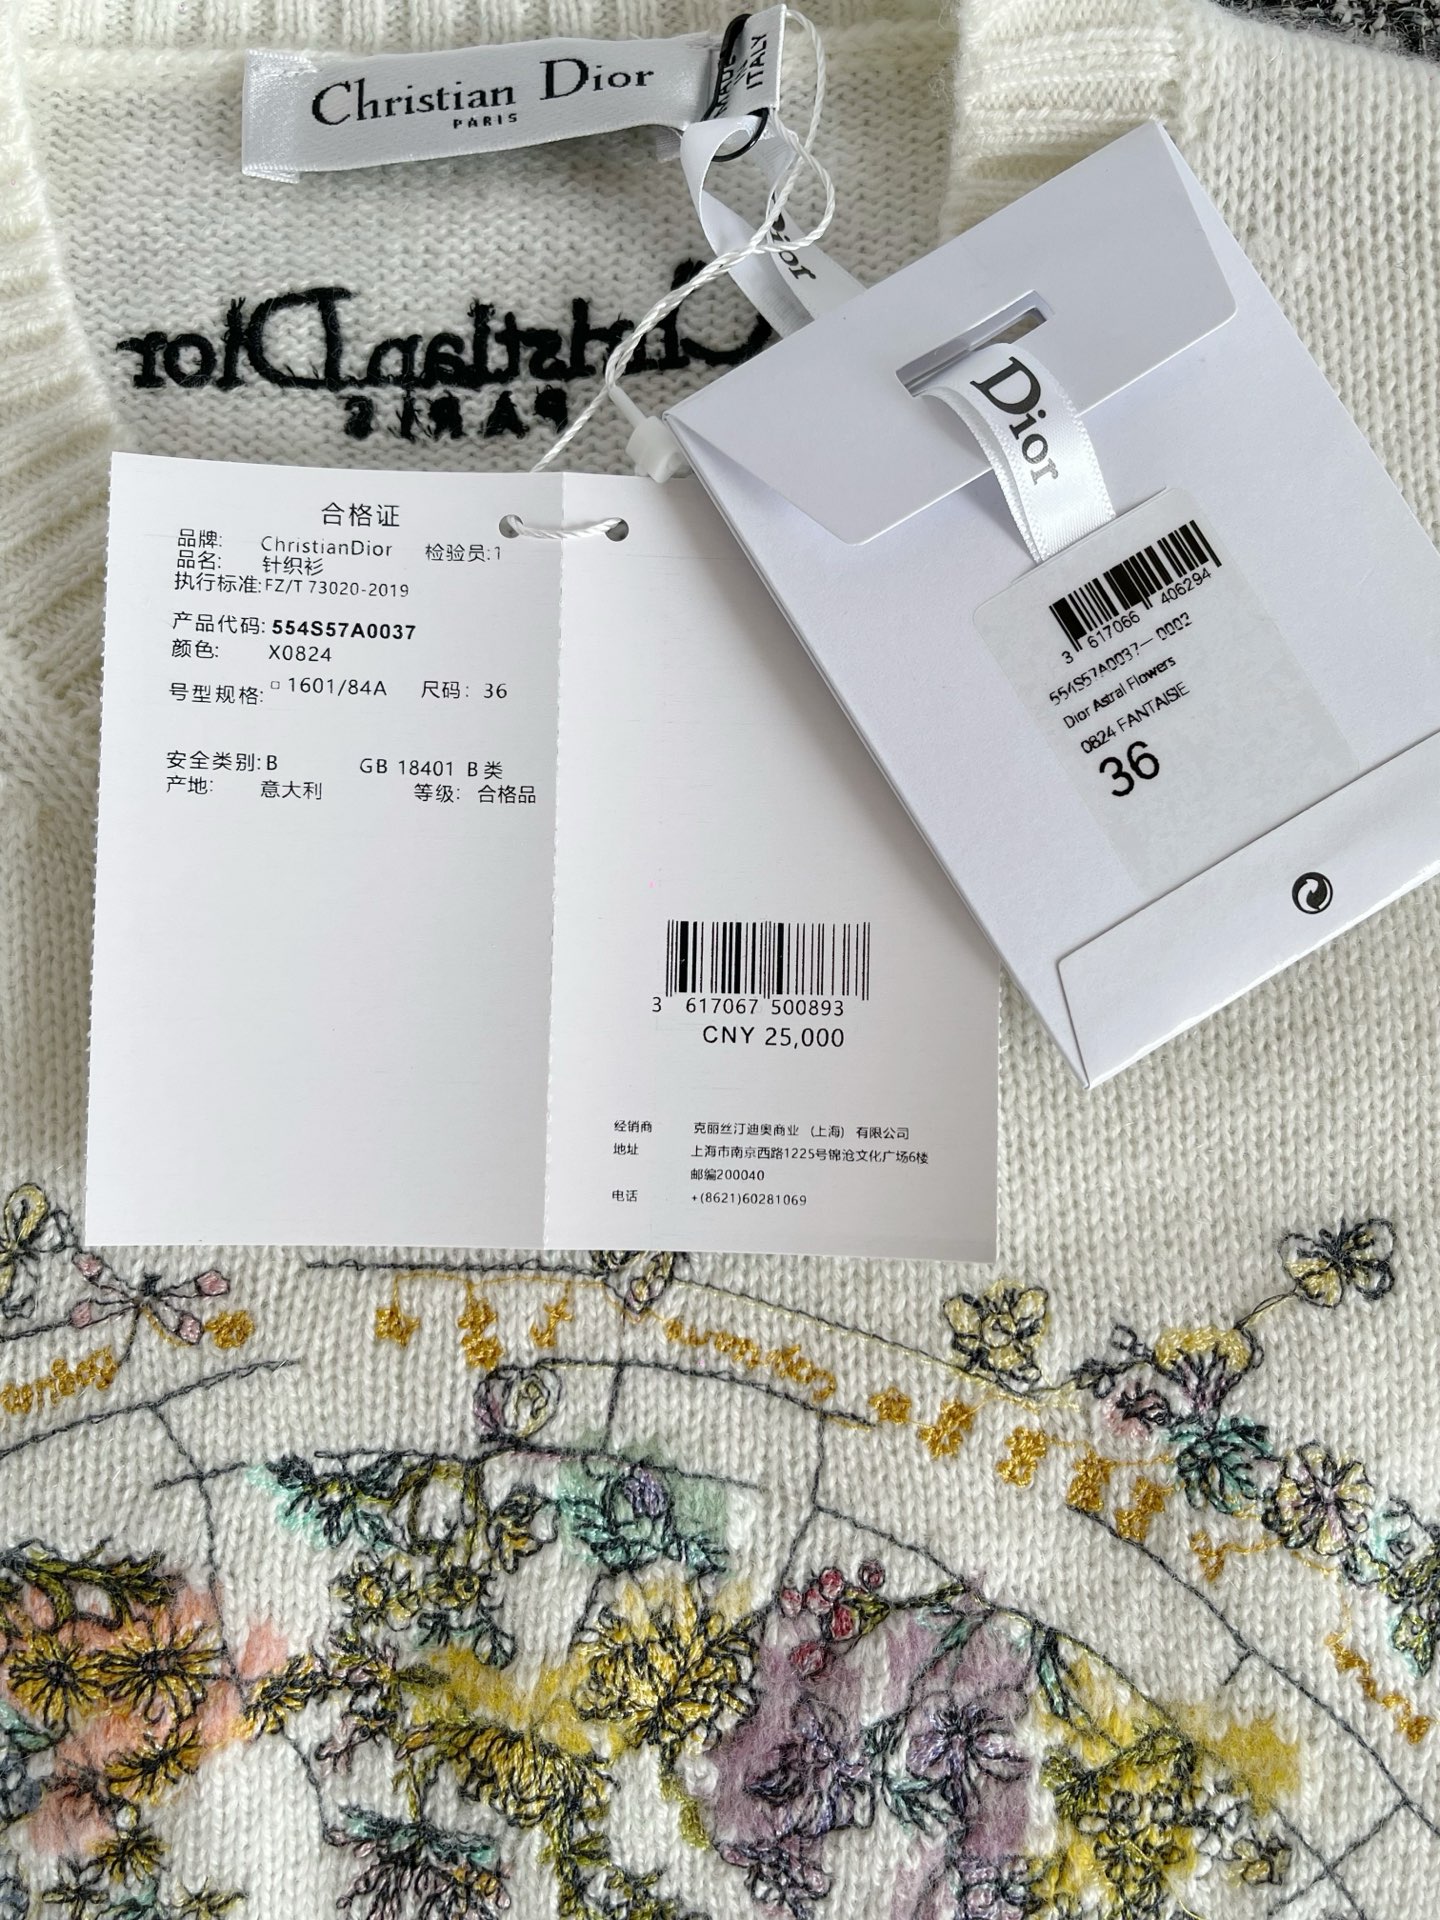 Christian Dior
PARIS
MADE
ITALY
Dior
Christian Dior
PARIS
合格证
品牌: ChristianDior 检验员:1
品名: 针织衫
执行标准:FZ/T 73020-2019
产品代码: 554S57A0037
颜色: X0824
号型规格: □ 1601/84A 尺码: 36
安全类别:B GB 18401 B 类
产地: 意大利 等级: 合格品
3 617067 500893
CNY 25,000
经销商 克丽丝汀迪奥商业 (上海) 有限公司
地址 上海市南京西路1225号锦沧文化广场6楼
邮编200040
电话 +(8621)60281069
Dior
3 617066 406294
554S57A0037— 0002
Dior Astral Flowers
0824 FANTAISIE
36